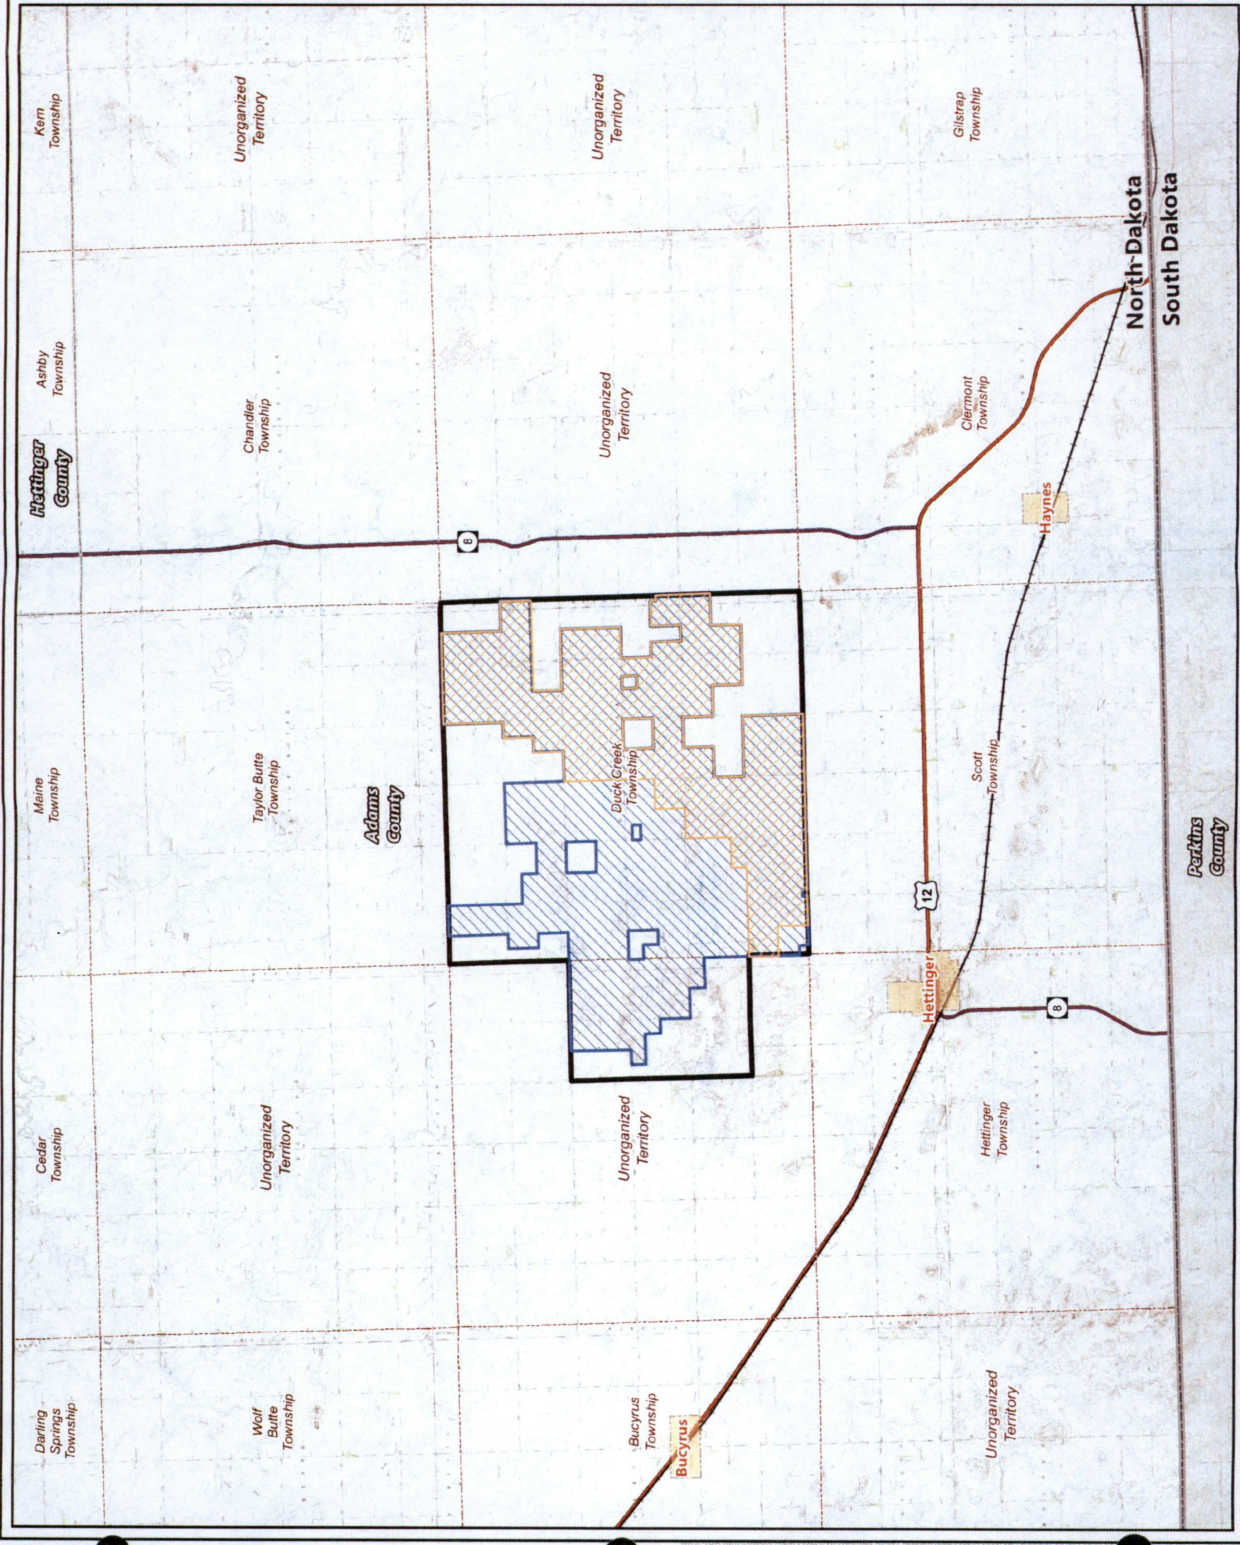 Darling
Springs
Township
Cedar
Township
Maine
Township
Hettinger
County
Ashby
Township
Kern
Township
Wolf
Butte
Township
Unorganized
Territory
Taylor Butte
Township
Chandler
Township
Unorganized
Territory
Adams
County
8
Bucyrus
Township
Bucyrus
Unorganized
Territory
Duck Creek
Township
Unorganized
Territory
Unorganized
Territory
Unorganized
Territory
Hettinger
Township
Hettinger
12
8
Scott
Township
Haynes
Clermont
Township
Gilstrap
Township
North Dakota
South Dakota
Perkins
County